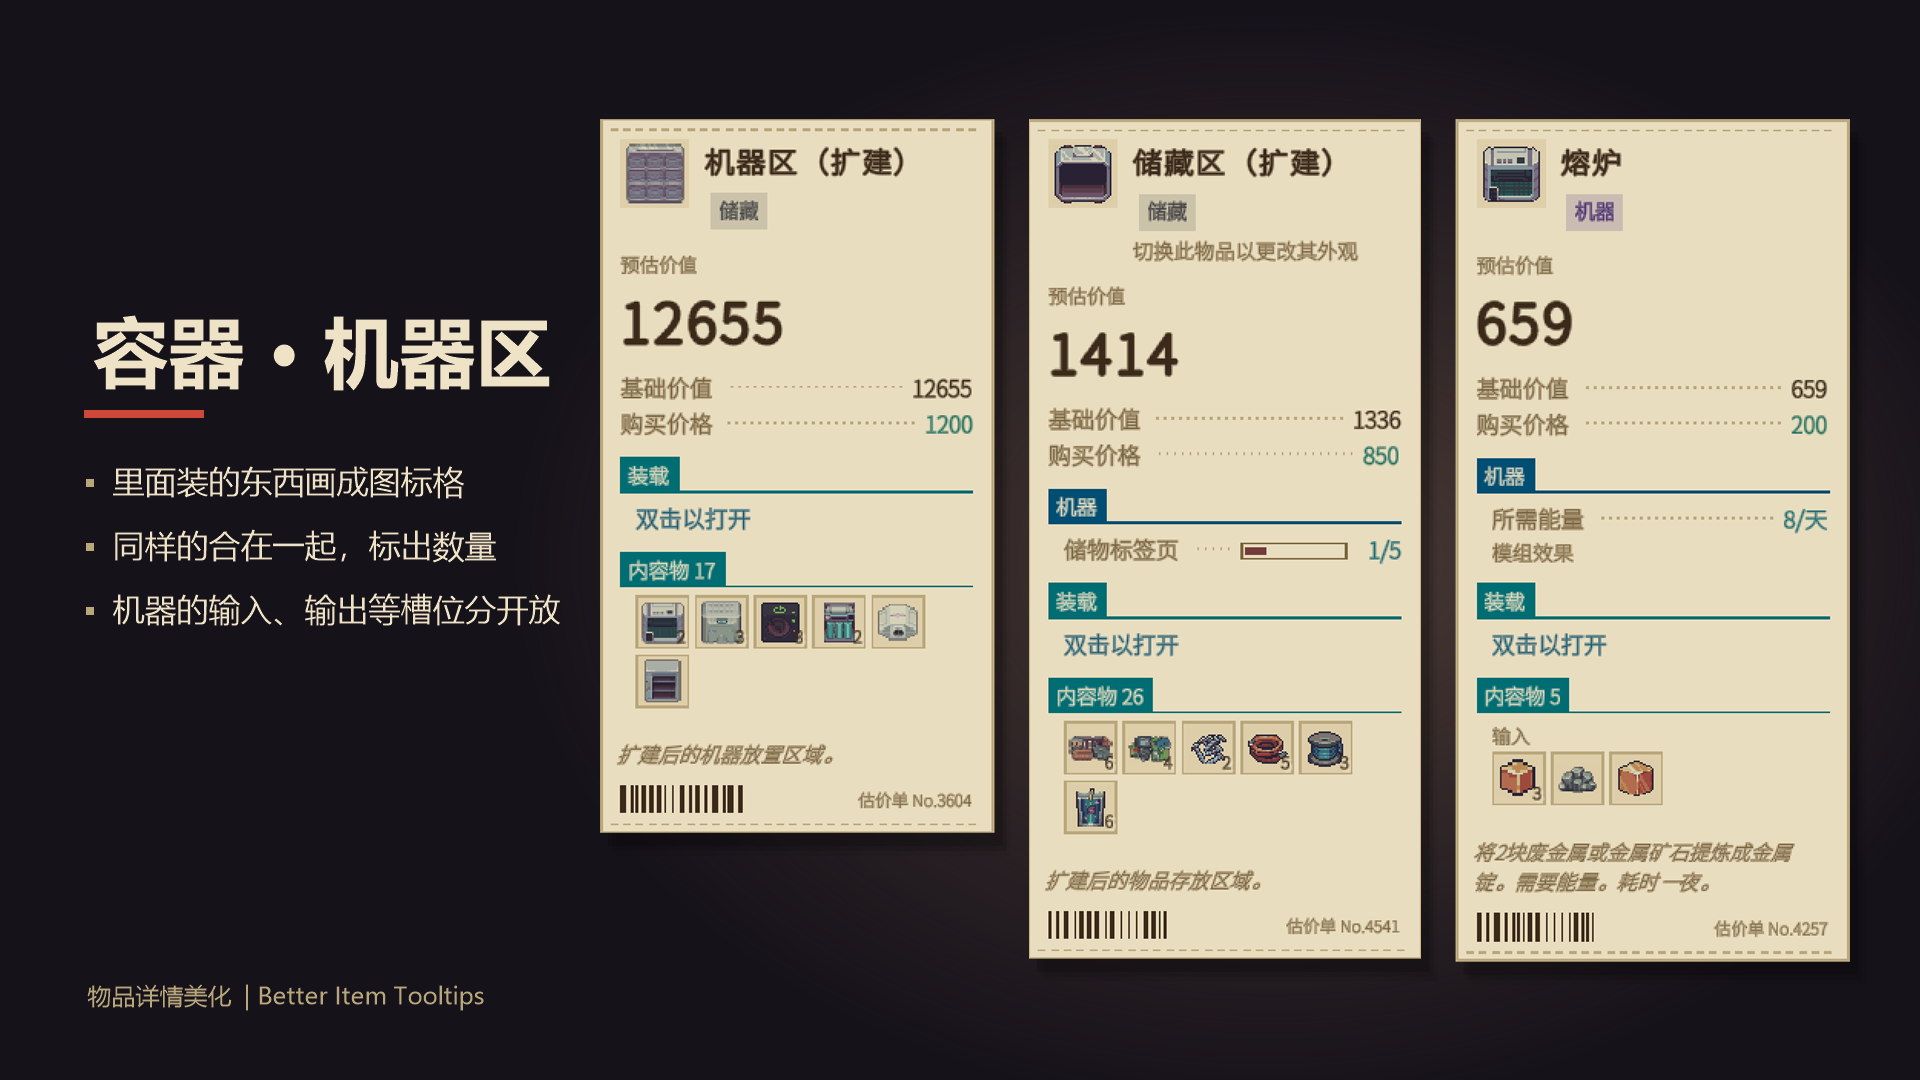 容器·机器区
里面装的东西画成图标格
同样的合在一起，标出数量
机器的输入、输出等槽位分开放
物品详情美化 | Better Item Tooltips
机器区（扩建）
储藏
预估价值
12655
基础价值 12655
购买价格 1200
装载
双击以打开
内容物 17
2 3 3 2
扩建后的机器放置区域。
估价单 No.3604
储藏区（扩建）
储藏
切换此物品以更改其外观
预估价值
1414
基础价值 1336
购买价格 850
机器
储物标签页 1/5
装载
双击以打开
内容物 26
6 4 2 5 3
6
扩建后的物品存放区域。
估价单 No.4541
熔炉
机器
预估价值
659
基础价值 659
购买价格 200
机器
所需能量 8/天
模组效果
装载
双击以打开
内容物 5
输入
3
将2块废金属或金属矿石提炼成金属
锭。需要能量。耗时一夜。
估价单 No.4257